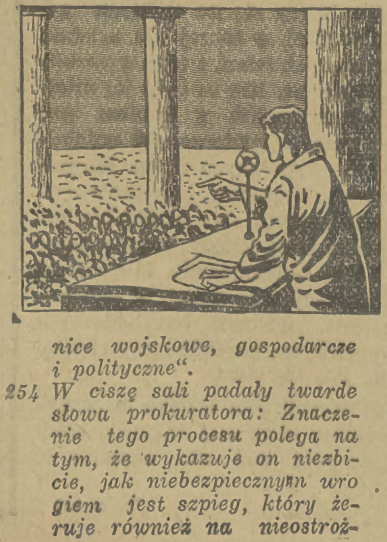 nice wojskowe, gospodarcze
i polityczne“.
254 W ciszę sali padały twarde
słowa prokuratora: Znacze-
nie tego procesu polega na
tym, że wykazuje on niezbi-
cie, jak niebezpiecznym wro
giem jest szpieg, który że-
ruje również na nieostroż-